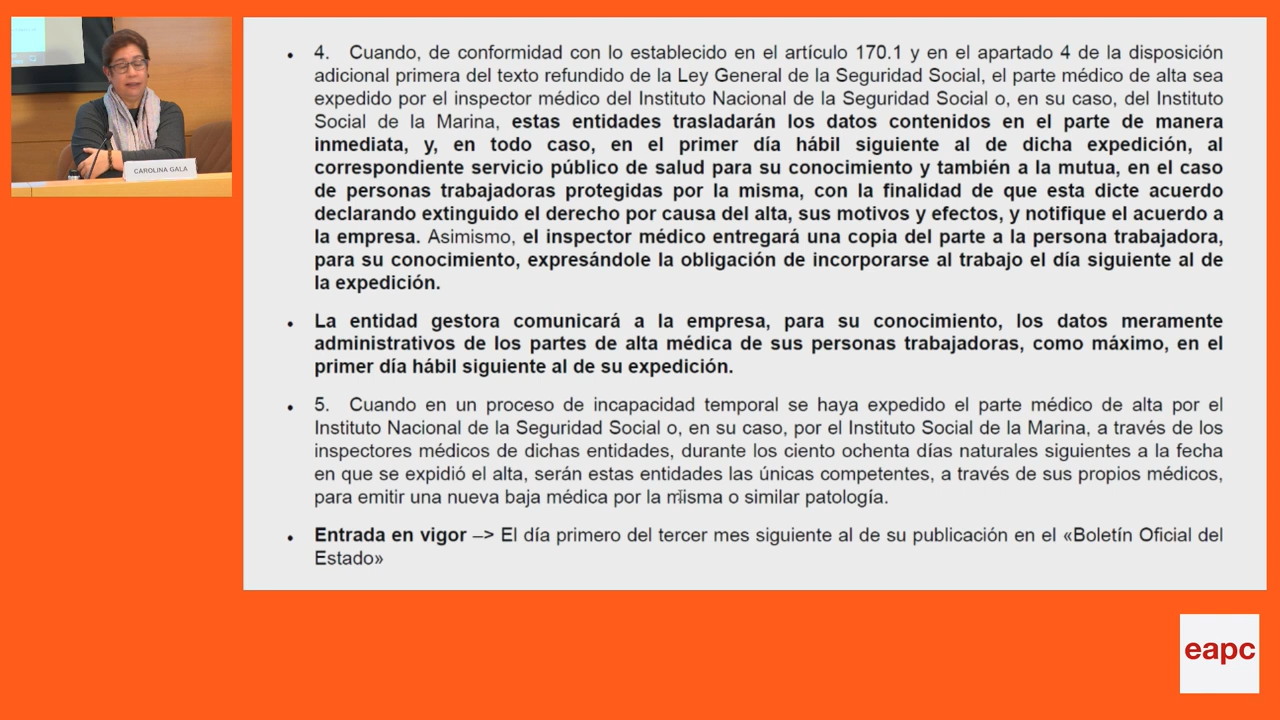 CAROLINA GALA
• 4. Cuando, de conformidad con lo establecido en el artículo 170.1 y en el apartado 4 de la disposición
adicional primera del texto refundido de la Ley General de la Seguridad Social, el parte médico de alta sea
expedido por el inspector médico del Instituto Nacional de la Seguridad Social o, en su caso, del Instituto
Social de la Marina, estas entidades trasladarán los datos contenidos en el parte de manera
inmediata, y, en todo caso, en el primer día hábil siguiente al de dicha expedición, al
correspondiente servicio público de salud para su conocimiento y también a la mutua, en el caso
de personas trabajadoras protegidas por la misma, con la finalidad de que esta dicte acuerdo
declarando extinguido el derecho por causa del alta, sus motivos y efectos, y notifique el acuerdo a
la empresa. Asimismo, el inspector médico entregará una copia del parte a la persona trabajadora,
para su conocimiento, expresándole la obligación de incorporarse al trabajo el día siguiente al de
la expedición.
• La entidad gestora comunicará a la empresa, para su conocimiento, los datos meramente
administrativos de los partes de alta médica de sus personas trabajadoras, como máximo, en el
primer día hábil siguiente al de su expedición.
• 5. Cuando en un proceso de incapacidad temporal se haya expedido el parte médico de alta por el
Instituto Nacional de la Seguridad Social o, en su caso, por el Instituto Social de la Marina, a través de los
inspectores médicos de dichas entidades, durante los ciento ochenta días naturales siguientes a la fecha
en que se expidió el alta, serán estas entidades las únicas competentes, a través de sus propios médicos,
para emitir una nueva baja médica por la misma o similar patología.
• Entrada en vigor –> El día primero del tercer mes siguiente al de su publicación en el «Boletín Oficial del
Estado»
eapc